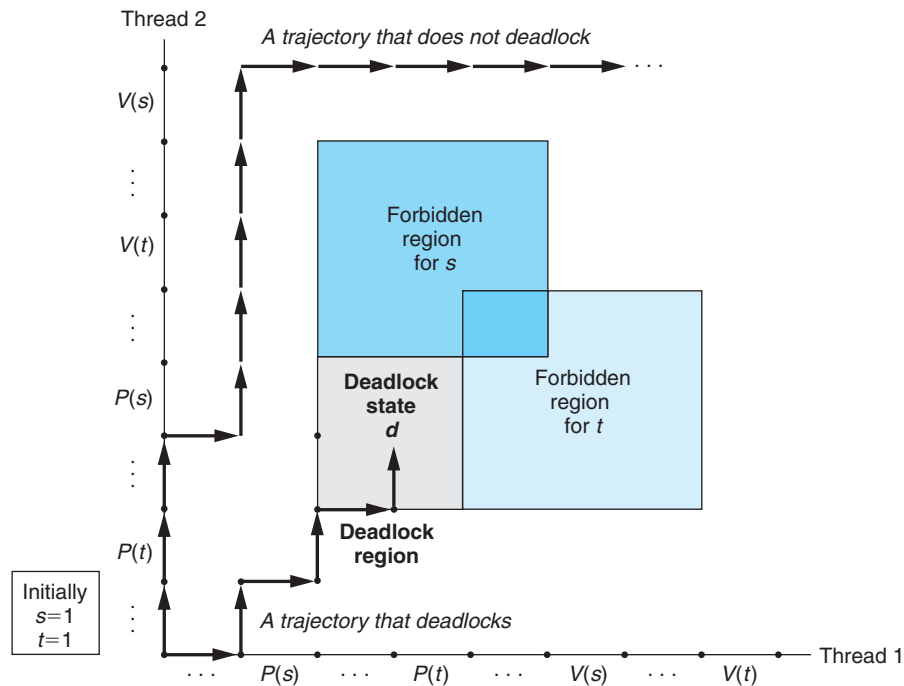 Thread 2
A trajectory that does not deadlock
. . .
V(s)
. . .
Forbidden
region
for s
V(t)
. . .
P(s)
Deadlock
state
d
Forbidden
region
for t
. . .
P(t)
Deadlock
region
Initially
s=1
t=1
. . .
A trajectory that deadlocks
Thread 1
. . . P(s) . . . P(t) . . . V(s) . . . V(t)